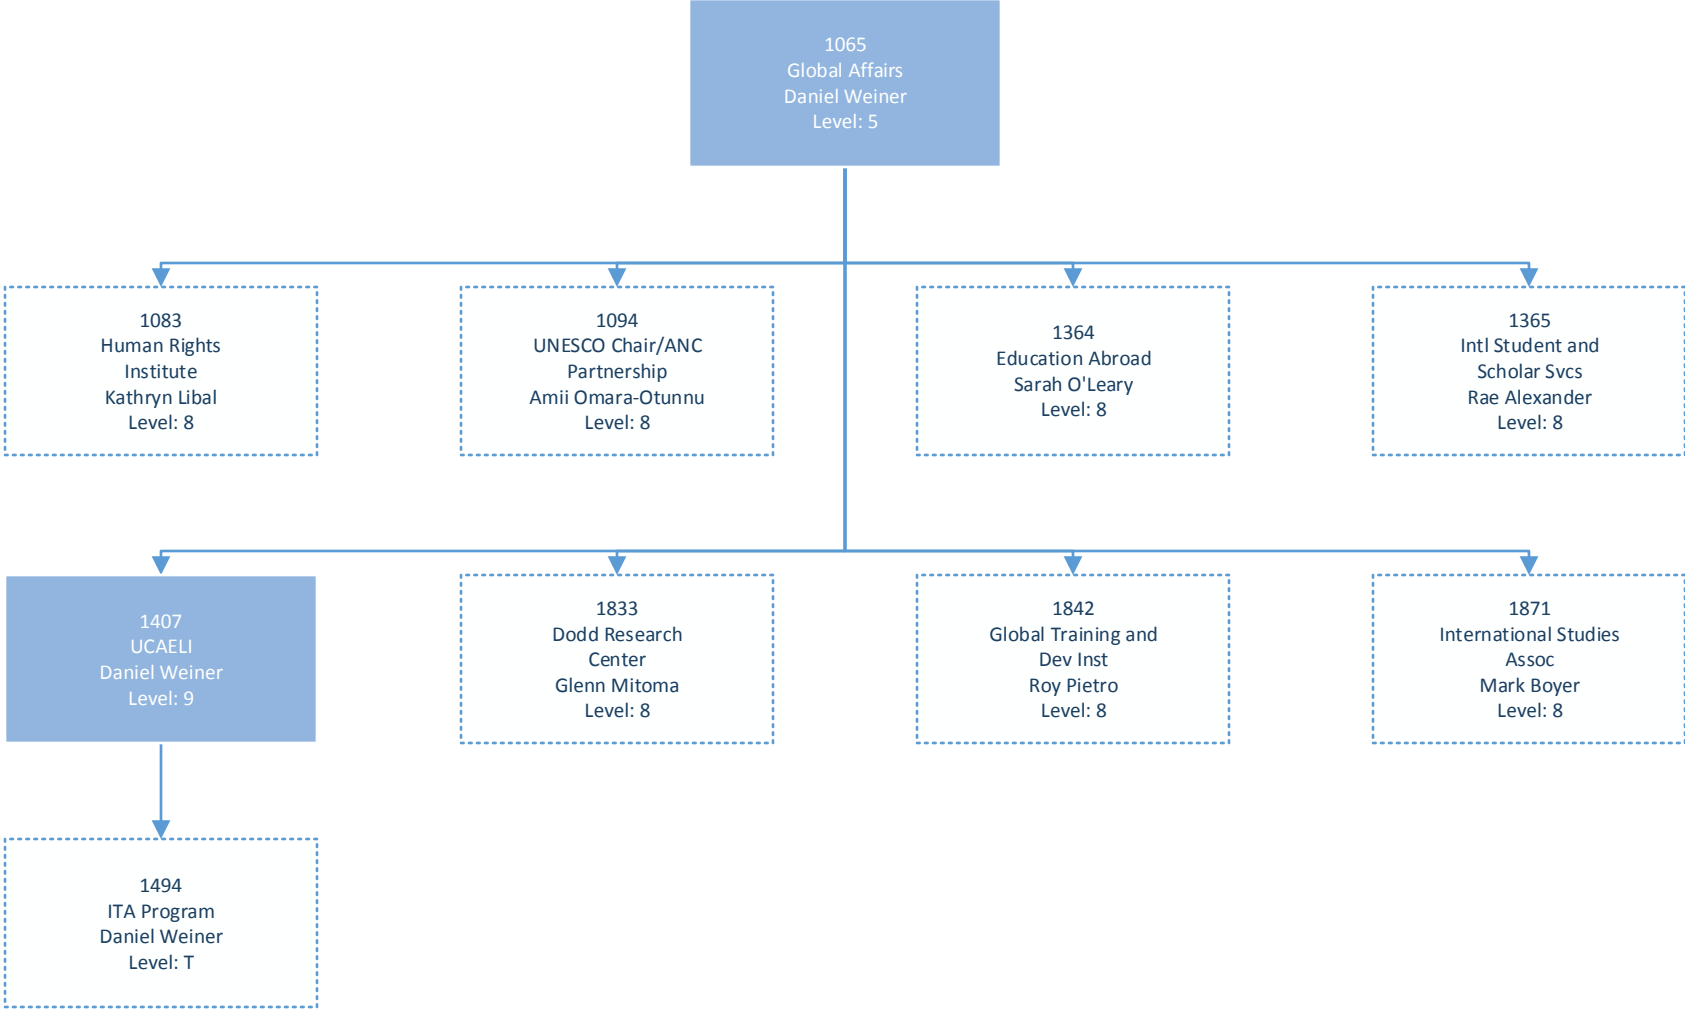 1065
Global Affairs
Daniel Weiner
Level: 5
1083
Human Rights
Institute
Kathryn Libal
Level: 8
1094
UNESCO Chair/ANC
Partnership
Amii Omara-Otunnu
Level: 8
1364
Education Abroad
Sarah O'Leary
Level: 8
1365
Intl Student and
Scholar Svcs
Rae Alexander
Level: 8
1407
UCAELI
Daniel Weiner
Level: 9
1833
Dodd Research
Center
Glenn Mitoma
Level: 8
1842
Global Training and
Dev Inst
Roy Pietro
Level: 8
1871
International Studies
Assoc
Mark Boyer
Level: 8
1494
ITA Program
Daniel Weiner
Level: T